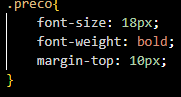 .preco{
    font-size: 18px;
    font-weight: bold;
    margin-top: 10px;
}